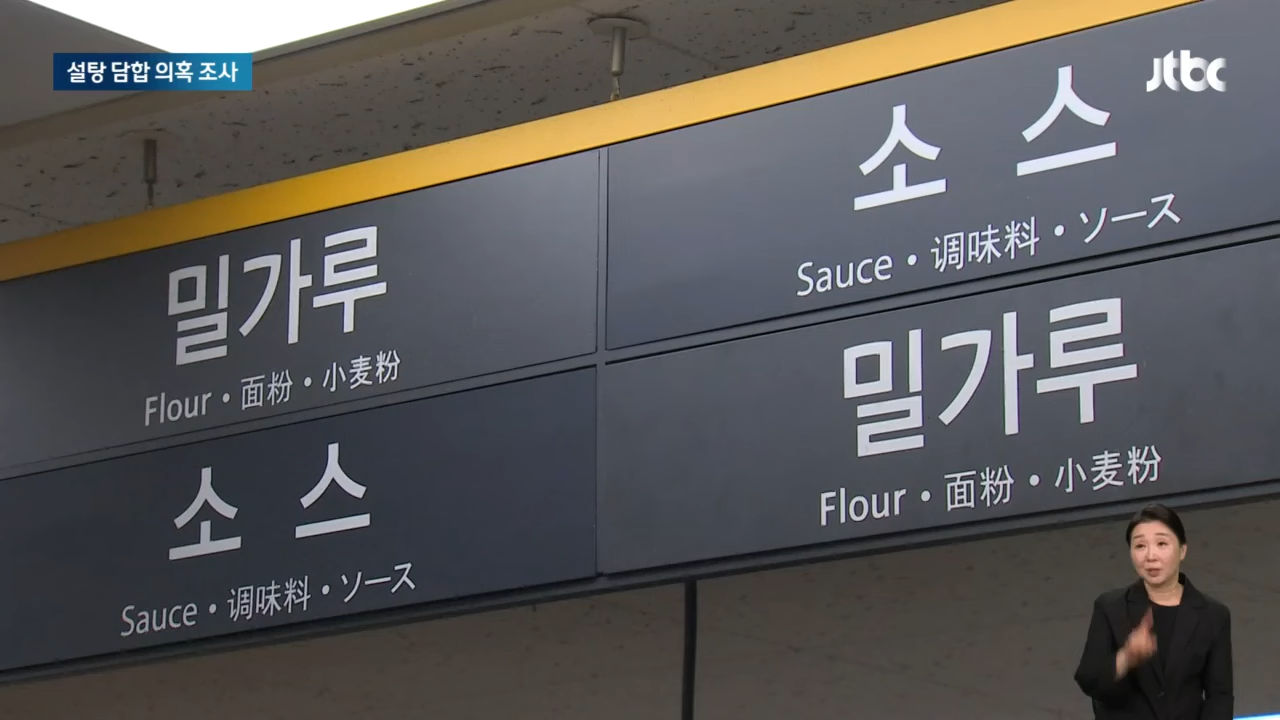 설탕 담합 의혹 조사
jtbc
밀가루
Flour・面粉・小麦粉
소스
Sauce・调味料・ソース
소스
Sauce・调味料・ソース
밀가루
Flour・面粉・小麦粉